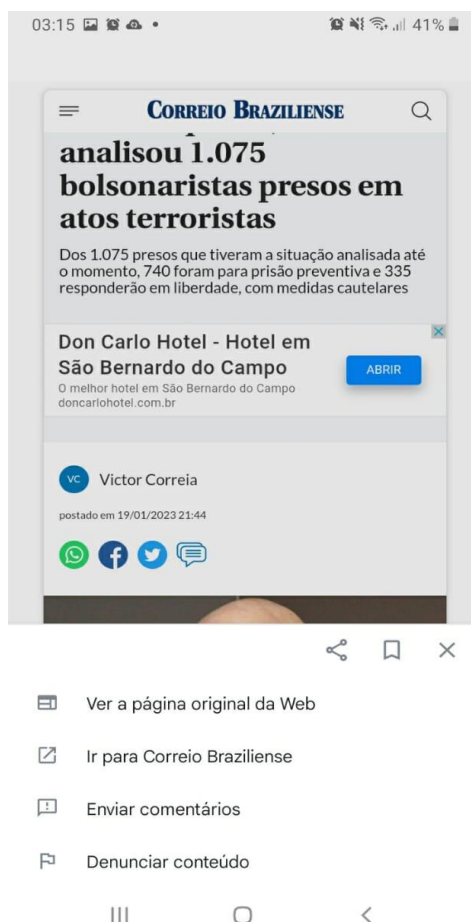 03:15
41%
CORREIO BRAZILIENSE
analisou 1.075
bolsonaristas presos em
atos terroristas
Dos 1.075 presos que tiveram a situação analisada até
o momento, 740 foram para prisão preventiva e 335
responderão em liberdade, com medidas cautelares
Don Carlo Hotel - Hotel em
São Bernardo do Campo
ABRIR
O melhor hotel em São Bernardo do Campo
doncarlohotel.com.br
VC
Victor Correia
postado em 19/01/2023 21:44
Ver a página original da Web
Ir para Correio Braziliense
Enviar comentários
Denunciar conteúdo